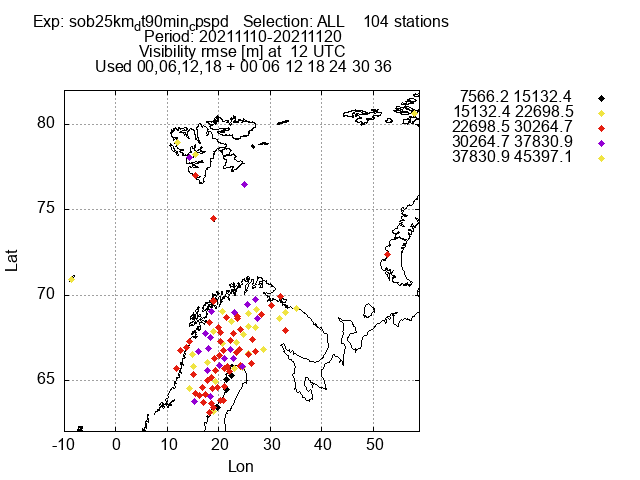 Exp: sob25km_dt90min_cpspd   Selection: ALL    104 stations
Period: 20211110-20211120
Visibility rmse [m] at  12 UTC
Used 00,06,12,18 + 00 06 12 18 24 30 36
7566.2 15132.4
15132.4 22698.5
22698.5 30264.7
30264.7 37830.9
37830.9 45397.1
80
75
70
65
Lat
-10 0 10 20 30 40 50
Lon